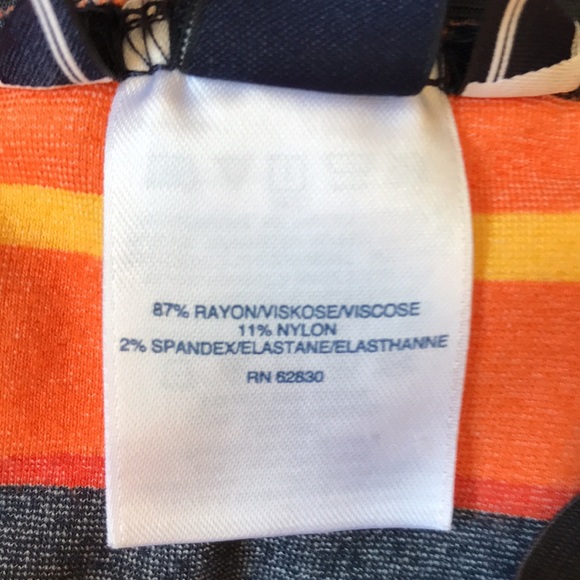 87% RAYON/VISKOSE/VISCOSE
11% NYLON
2% SPANDEX/ELASTANE/ELASTHANNE
RN 62830